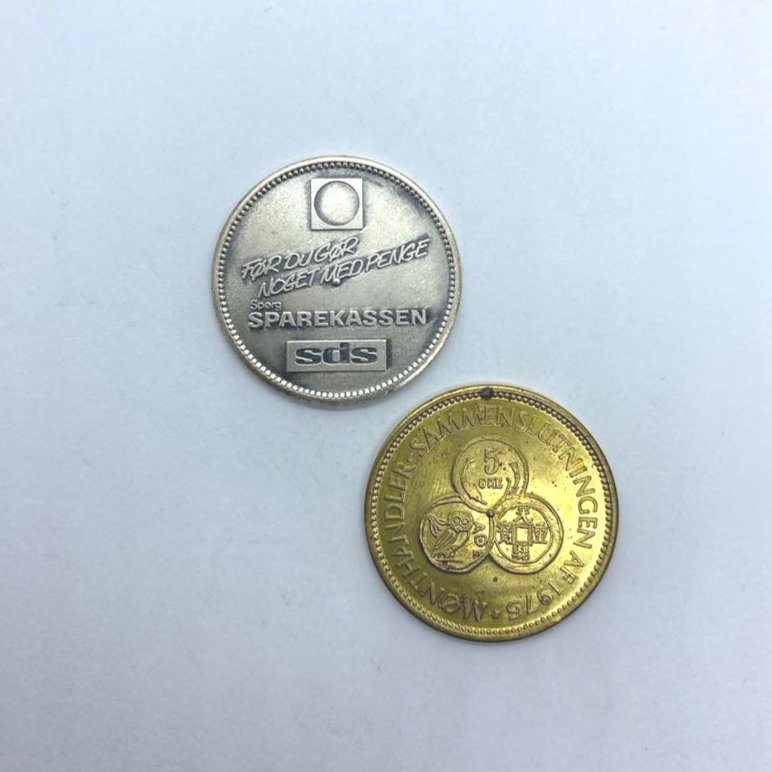 FØR DU GØR
NOGET MED PENGE
Spørg
SPAREKASSEN
sds
MØNTHANDLER-SAMMENSLUTNINGEN AF 1975
5
ØRE